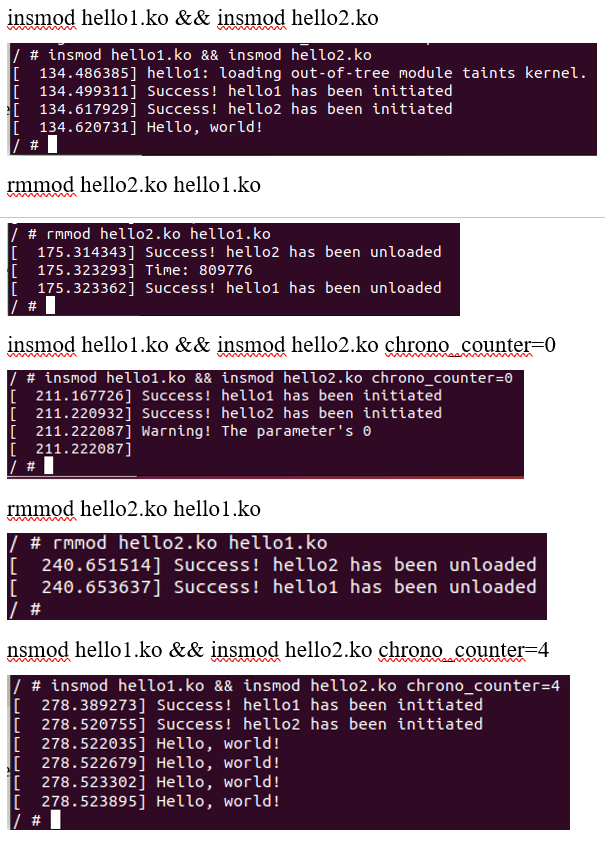 insmod hello1.ko && insmod hello2.ko
/ # insmod hello1.ko && insmod hello2.ko
[  134.486385] hello1: loading out-of-tree module taints kernel.
[  134.499311] Success! hello1 has been initiated
[  134.617929] Success! hello2 has been initiated
[  134.620731] Hello, world!
/ #
rmmod hello2.ko hello1.ko
/ # rmmod hello2.ko hello1.ko
[  175.314343] Success! hello2 has been unloaded
[  175.323293] Time: 809776
[  175.323362] Success! hello1 has been unloaded
/ #
insmod hello1.ko && insmod hello2.ko chrono_counter=0
/ # insmod hello1.ko && insmod hello2.ko chrono_counter=0
[  211.167726] Success! hello1 has been initiated
[  211.220932] Success! hello2 has been initiated
[  211.222087] Warning! The parameter's 0
[  211.222087]
/ #
rmmod hello2.ko hello1.ko
/ # rmmod hello2.ko hello1.ko
[  240.651514] Success! hello2 has been unloaded
[  240.653637] Success! hello1 has been unloaded
/ #
nsmod hello1.ko && insmod hello2.ko chrono_counter=4
/ # insmod hello1.ko && insmod hello2.ko chrono_counter=4
[  278.389273] Success! hello1 has been initiated
[  278.520755] Success! hello2 has been initiated
[  278.522035] Hello, world!
[  278.522679] Hello, world!
[  278.523302] Hello, world!
[  278.523895] Hello, world!
/ #